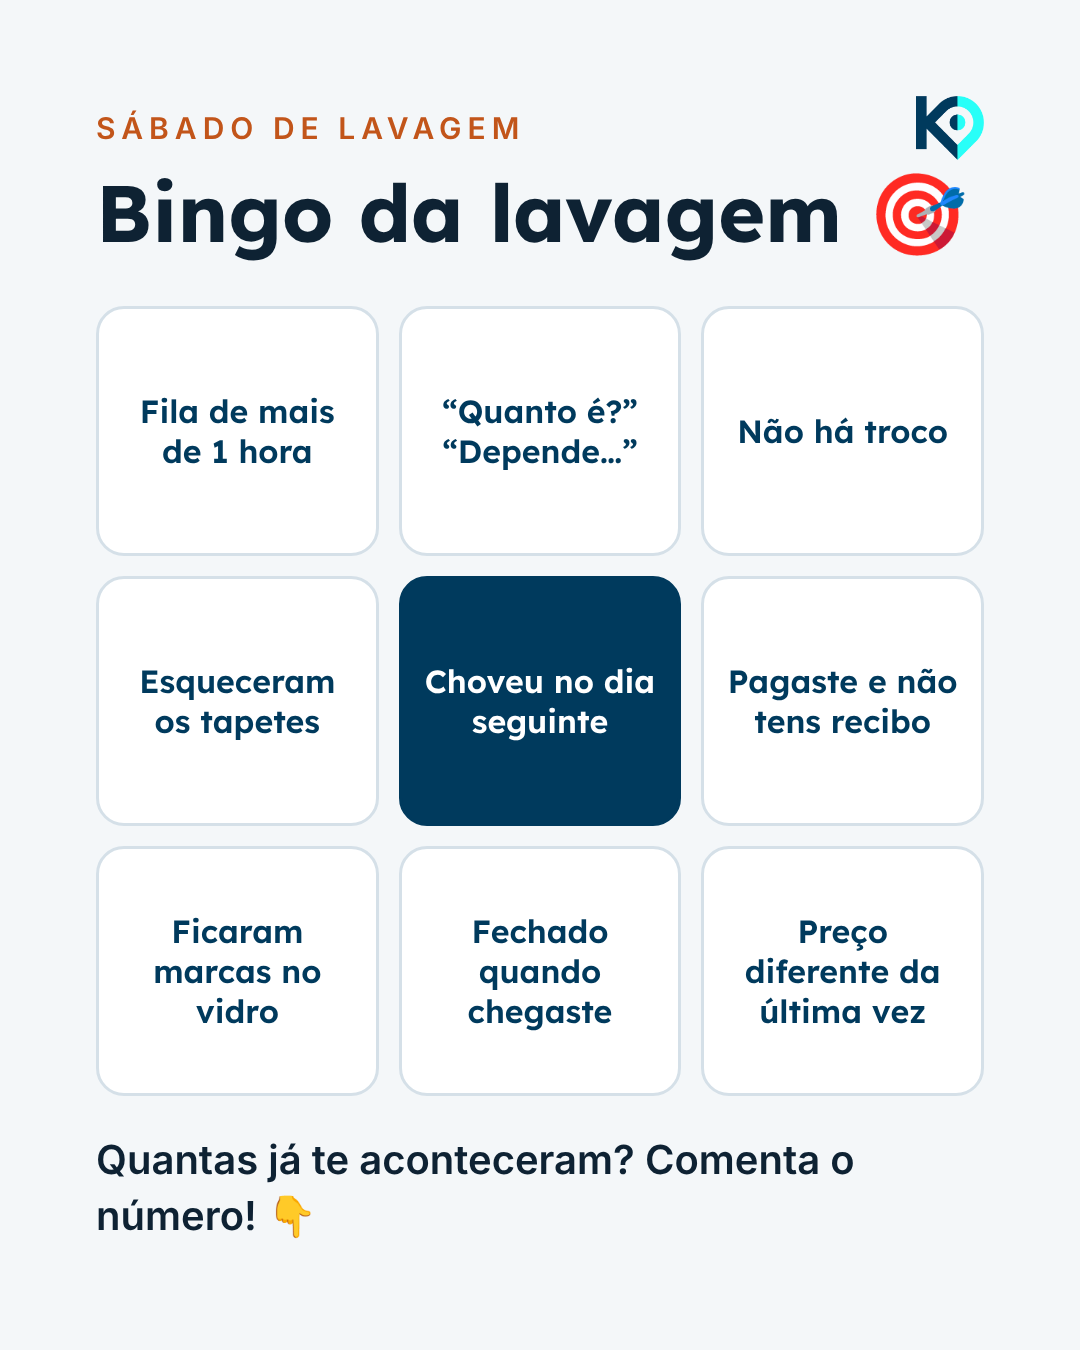 SÁBADO DE LAVAGEM
Bingo da lavagem 🎯
Fila de mais
de 1 hora
“Quanto é?”
“Depende...”
Não há troco
Esqueceram
os tapetes
Choveu no dia
seguinte
Pagaste e não
tens recibo
Ficaram
marcas no
vidro
Fechado
quando
chegaste
Preço
diferente da
última vez
Quantas já te aconteceram? Comenta o
número! 👇